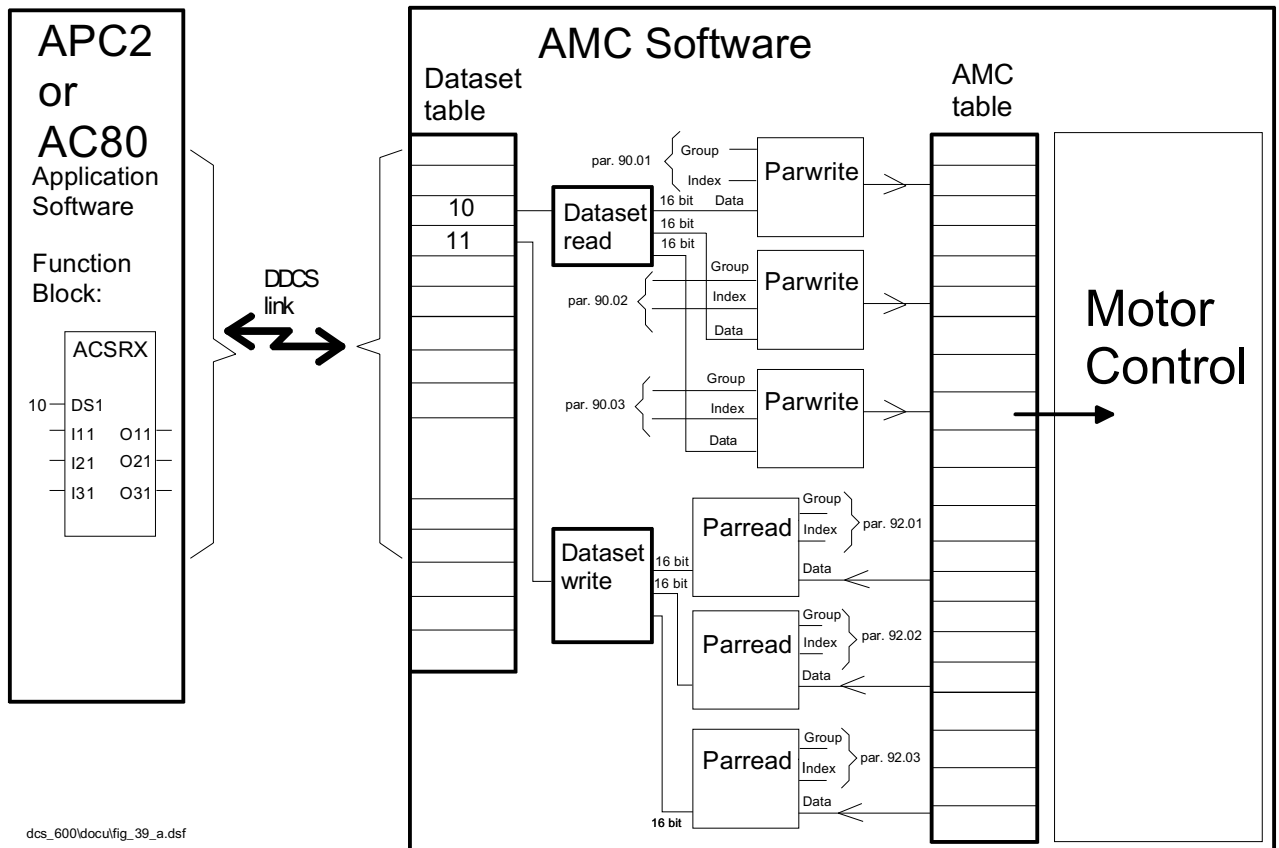 APC2
or
AC80
Application
Software
Function
Block:
ACSRX
10
DS1
I11 O11
I21 O21
I31 O31
DDCS
link
AMC Software
Dataset
table
10
11
Dataset
read
16 bit
16 bit
16 bit
par. 90.01
Group
Index
Data
Parwrite
par. 90.02
Group
Index
Data
Parwrite
par. 90.03
Group
Index
Data
Parwrite
Dataset
write
16 bit
16 bit
16 bit
Parread
Group
Index
Data
par. 92.01
Parread
Group
Index
Data
par. 92.02
Parread
Group
Index
Data
par. 92.03
AMC
table
Motor
Control
dcs_600\docu\fig_39_a.dsf